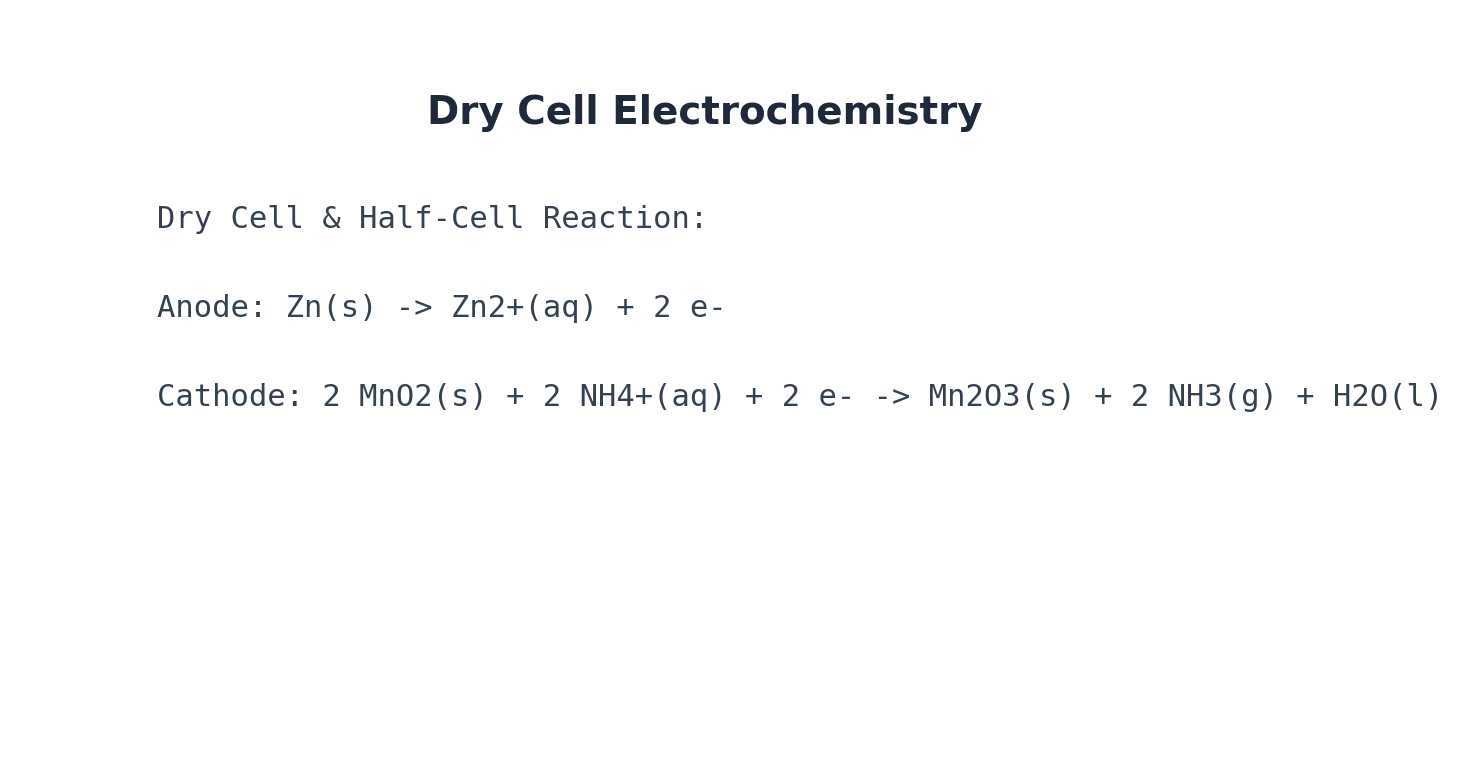 Dry Cell Electrochemistry
Dry Cell & Half-Cell Reaction:
Anode: Zn(s) -> Zn2+(aq) + 2 e-
Cathode: 2 MnO2(s) + 2 NH4+(aq) + 2 e- -> Mn2O3(s) + 2 NH3(g) + H2O(l)